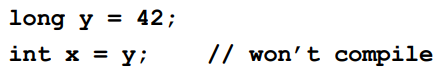 long y = 42;
int x = y;    // won’t compile